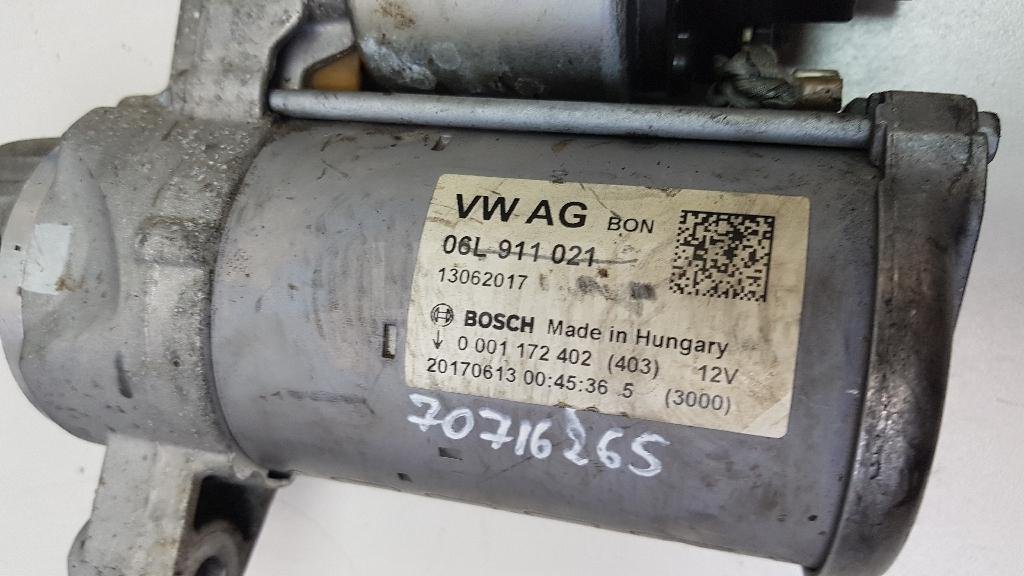 VW AG BON
06L 911 021
13062017
BOSCH Made in Hungary
↓ 0 001 172 402 (403) 12V
20170613 00:45:36 5 (3000)
70716265